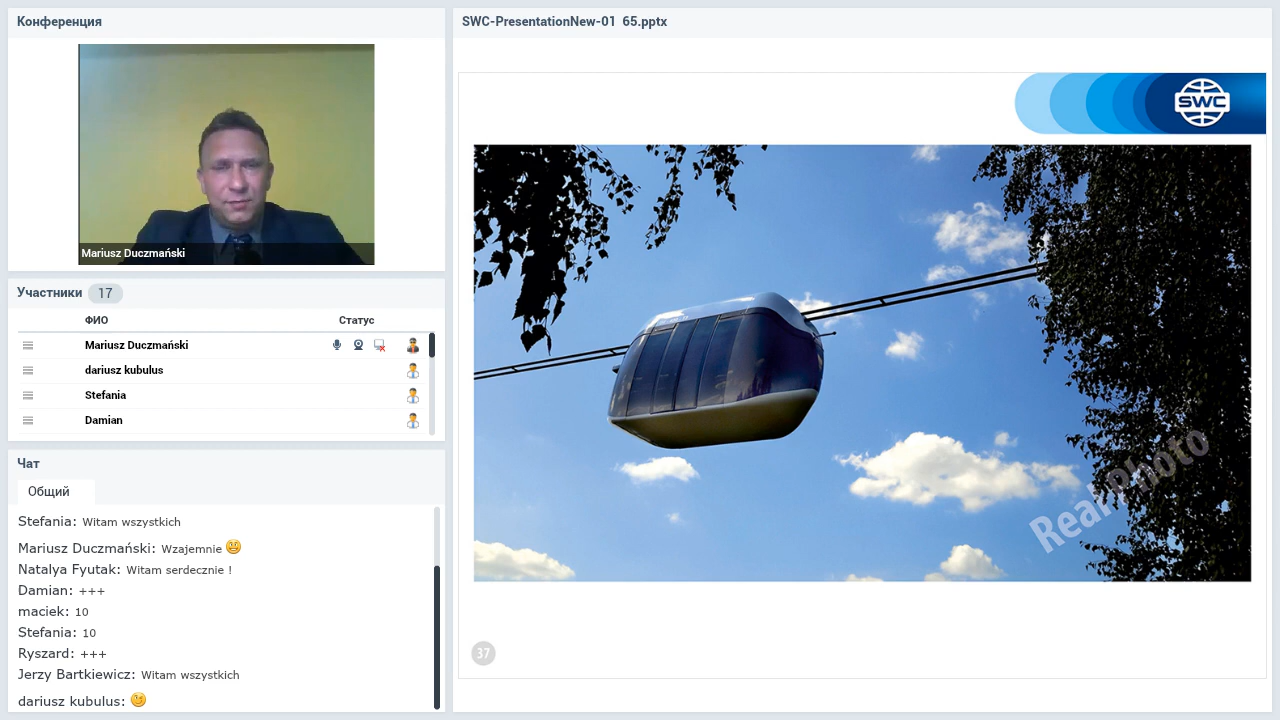 Конференция
Mariusz Duczmański
Участники 17
ФИО Статус
Mariusz Duczmański
dariusz kubulus
Stefania
Damian
Чат
Общий
Stefania: Witam wszystkich
Mariusz Duczmański: Wzajemnie
Natalya Fyutak: Witam serdecznie !
Damian: +++
maciek: 10
Stefania: 10
Ryszard: +++
Jerzy Bartkiewicz: Witam wszystkich
dariusz kubulus:
SWC-PresentationNew-01 65.pptx
SWC
Real Photo
37